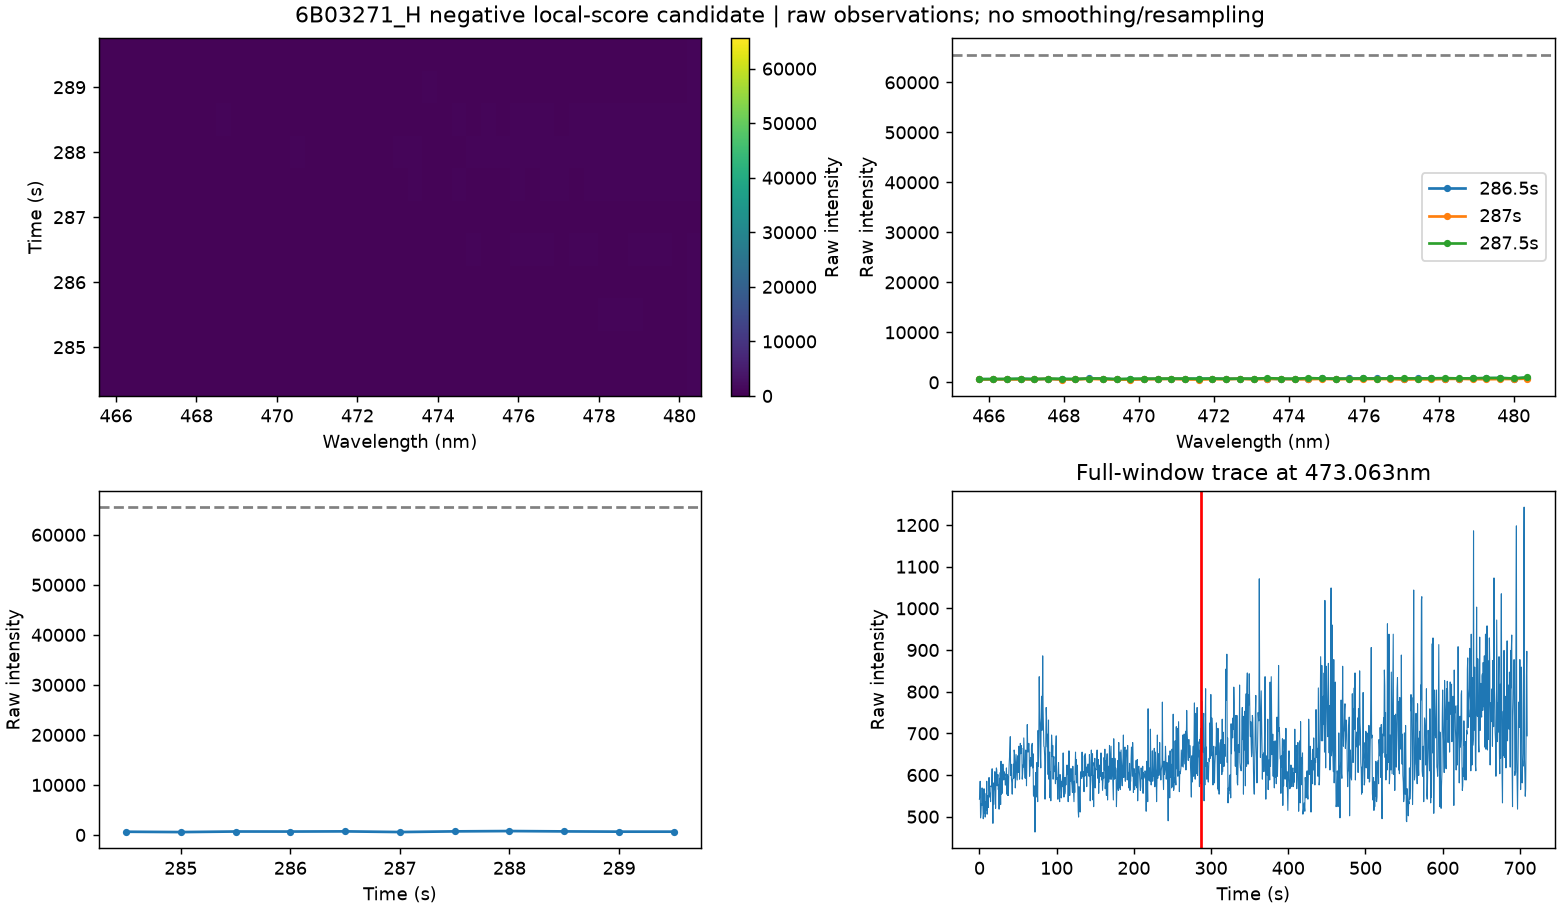 6B03271_H negative local-score candidate | raw observations; no smoothing/resampling
289
288
287
286
285
Time (s)
466 468 470 472 474 476 478 480
Wavelength (nm)
60000
50000
40000
30000
20000
10000
0
Raw intensity
60000
50000
40000
30000
20000
10000
0
Raw intensity
286.5s
287s
287.5s
466 468 470 472 474 476 478 480
Wavelength (nm)
60000
50000
40000
30000
20000
10000
0
Raw intensity
285 286 287 288 289
Time (s)
Full-window trace at 473.063nm
1200
1100
1000
900
800
700
600
500
Raw intensity
0 100 200 300 400 500 600 700
Time (s)